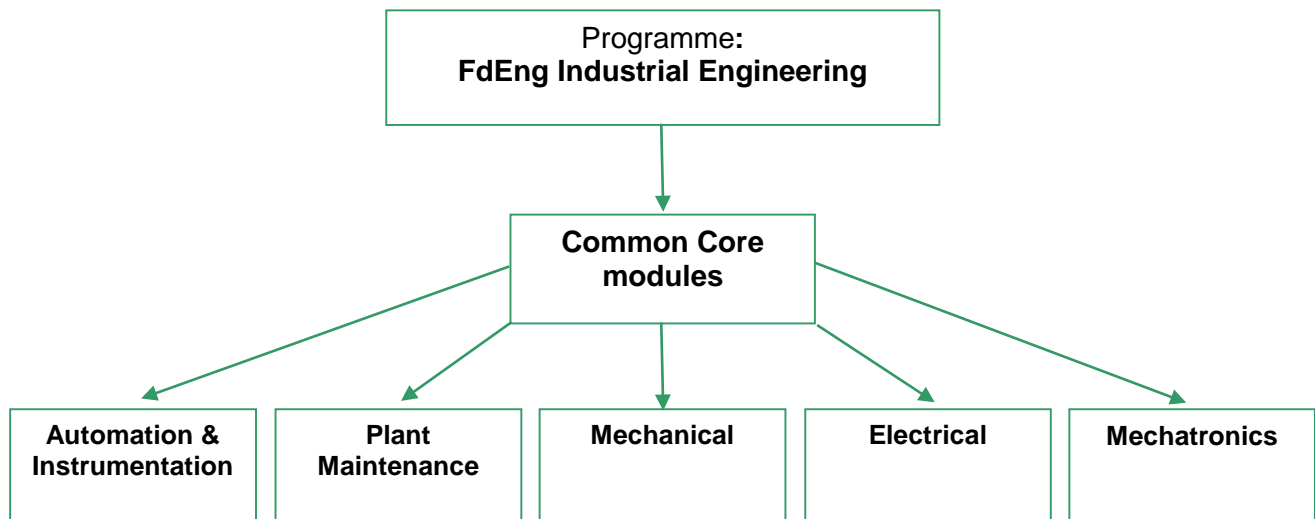 Programme:
FdEng Industrial Engineering
Common Core
modules
Automation &
Instrumentation
Plant
Maintenance
Mechanical
Electrical
Mechatronics